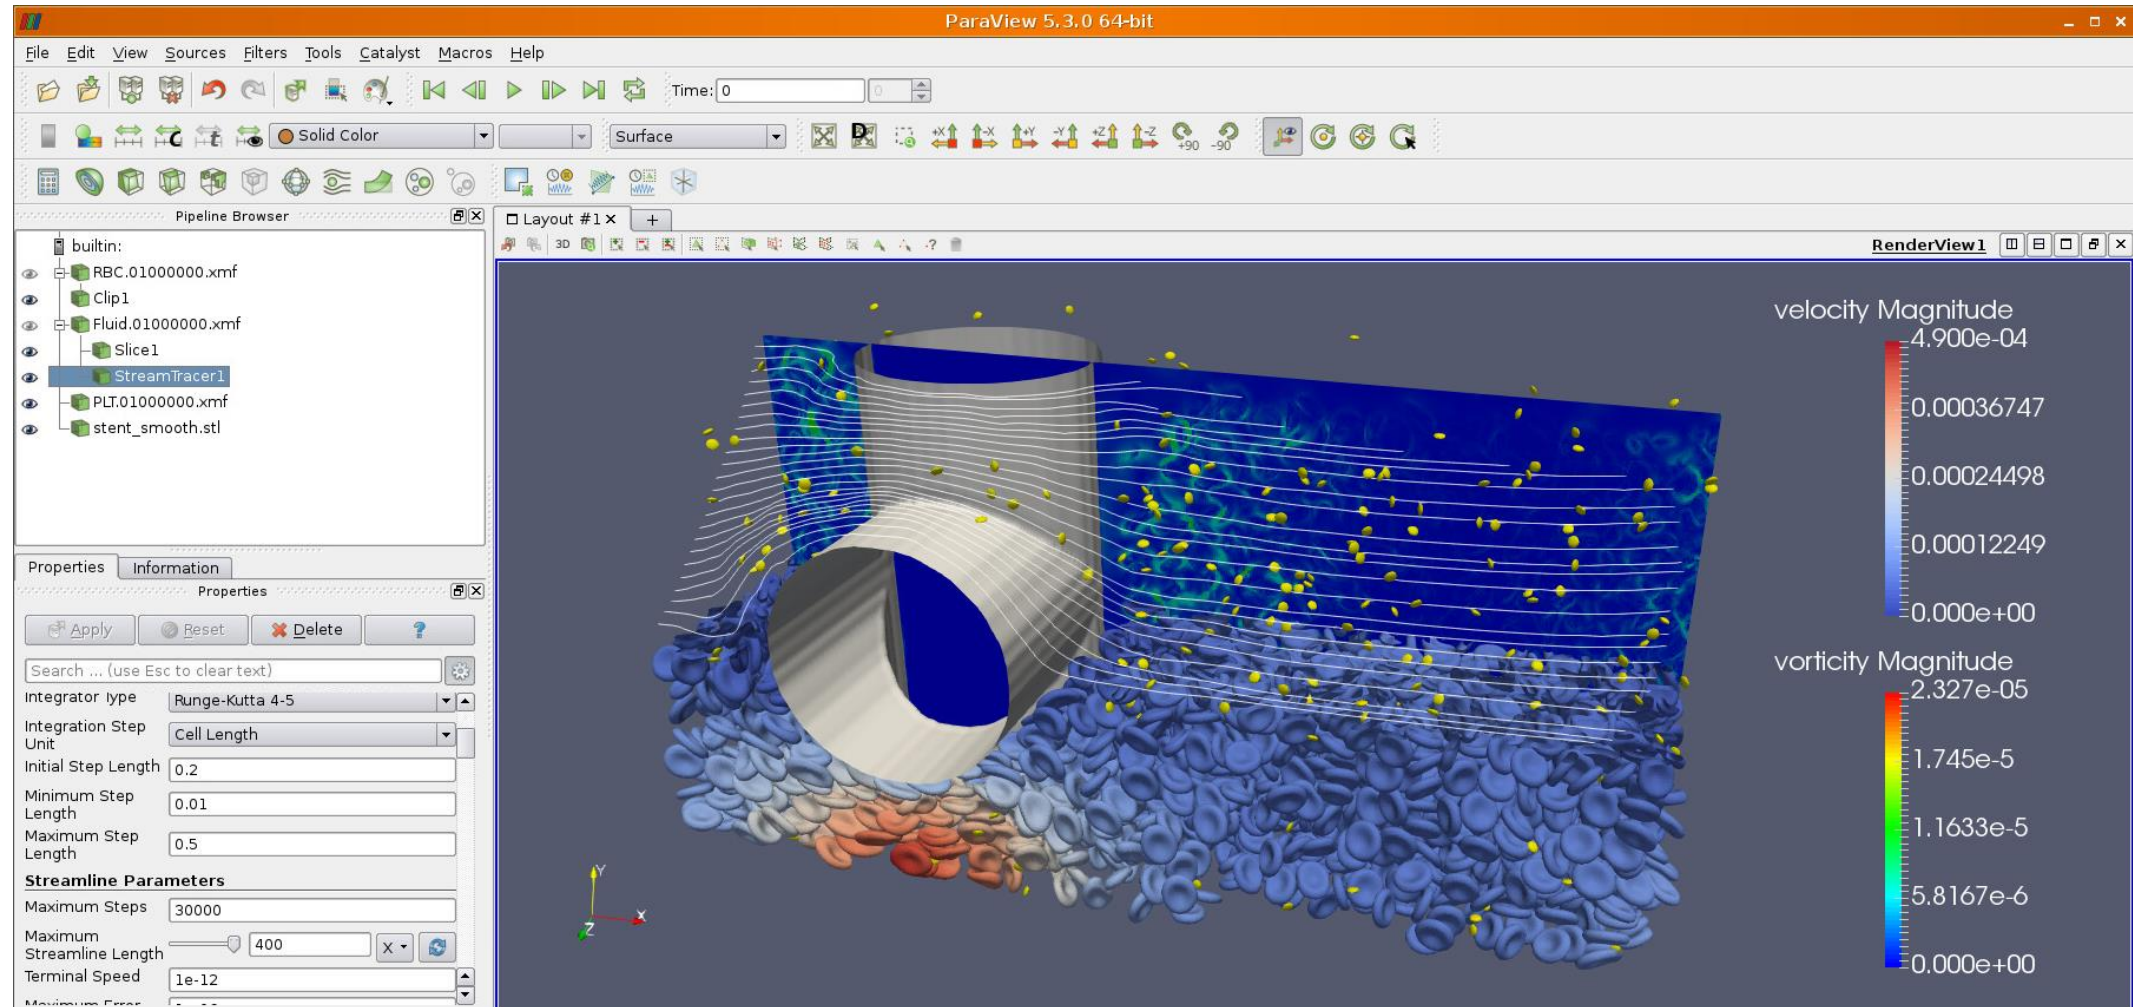 ParaView 5.3.0 64-bit
File Edit View Sources Filters Tools Catalyst Macros Help
Time: 0 0
Solid Color Surface +X -X +Y -Y +Z -Z +90 -90
Pipeline Browser
Layout #1 +
builtin:
3D
RenderView1
RBC.01000000.xmf
Clip1
Fluid.01000000.xmf
Slice1
StreamTracer1
PLT.01000000.xmf
stent_smooth.stl
Properties Information
Properties
Apply Reset Delete ?
Search ... (use Esc to clear text)
Integrator Type Runge-Kutta 4-5
Integration Step
Unit
Cell Length
Initial Step Length 0.2
Minimum Step
Length
0.01
Maximum Step
Length
0.5
Streamline Parameters
Maximum Steps 30000
Maximum
Streamline Length
400 X
Terminal Speed 1e-12
Maximum Error
velocity Magnitude
4.900e-04
0.00036747
0.00024498
0.00012249
0.000e+00
vorticity Magnitude
2.327e-05
1.745e-5
1.1633e-5
5.8167e-6
0.000e+00
Y
X
Z